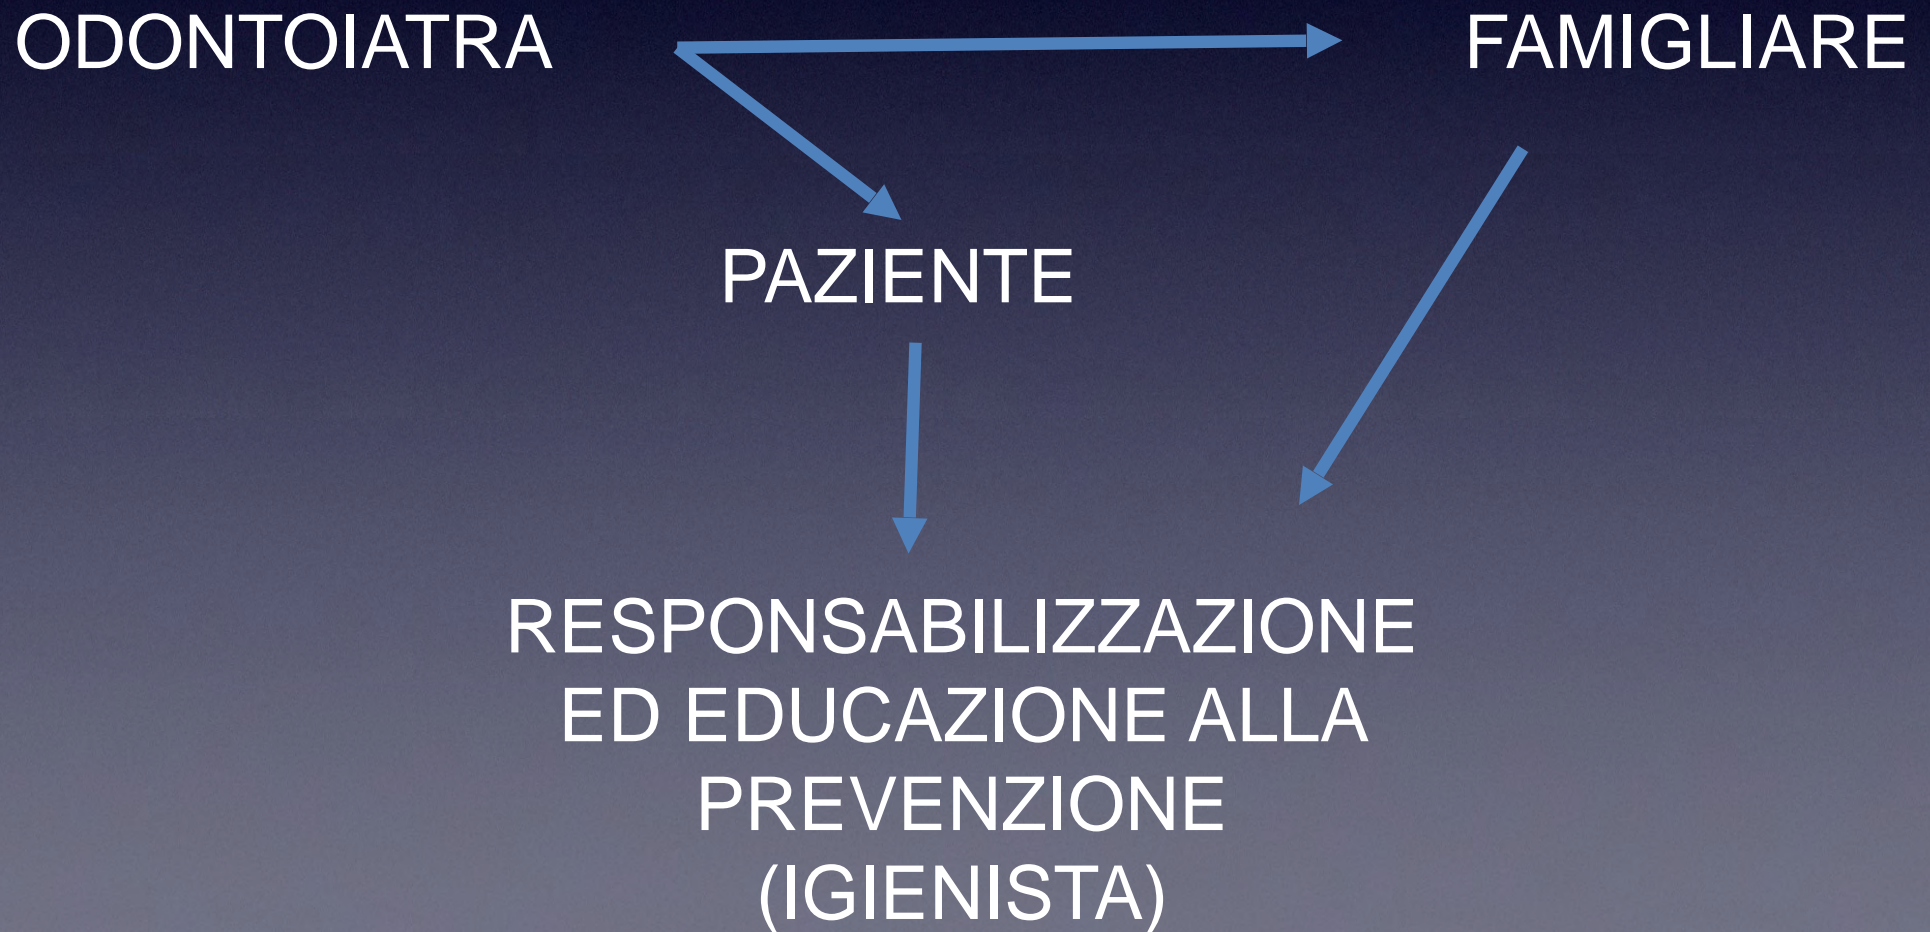 ODONTOIATRA
FAMIGLIARE
PAZIENTE
RESPONSABILIZZAZIONE
ED EDUCAZIONE ALLA
PREVENZIONE
(IGIENISTA)